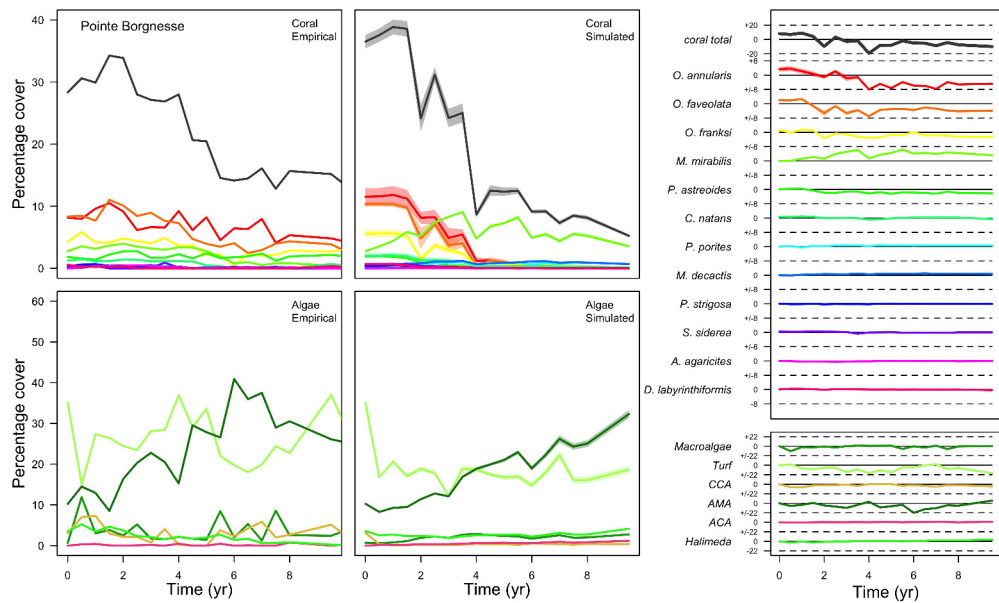 Pointe Borgnesse
Coral
Empirical
Coral
Simulated
Percentage cover
40
30
20
10
0
Algae
Empirical
Algae
Simulated
Percentage cover
60
50
40
30
20
10
0
0
2
4
6
8
Time (yr)
0
2
4
6
8
Time (yr)
coral total
O. annularis
O. faveolata
O. franksi
M. mirabilis
P. astreoides
C. natans
P. porites
M. decactis
P. strigosa
S. siderea
A. agaricites
D. labyrinthiformis
+20
0
-20
+8
0
+/-8
0
+/-8
0
+/-8
0
+/-8
0
+/-8
0
+/-8
0
+/-8
0
+/-8
0
+/-8
0
+/-8
0
+/-8
0
-8
Macroalgae
Turf
CCA
AMA
ACA
Halimeda
+22
0
+/-22
0
+/-22
0
+/-22
0
+/-22
0
+/-22
0
-22
0
2
4
6
8
Time (yr)